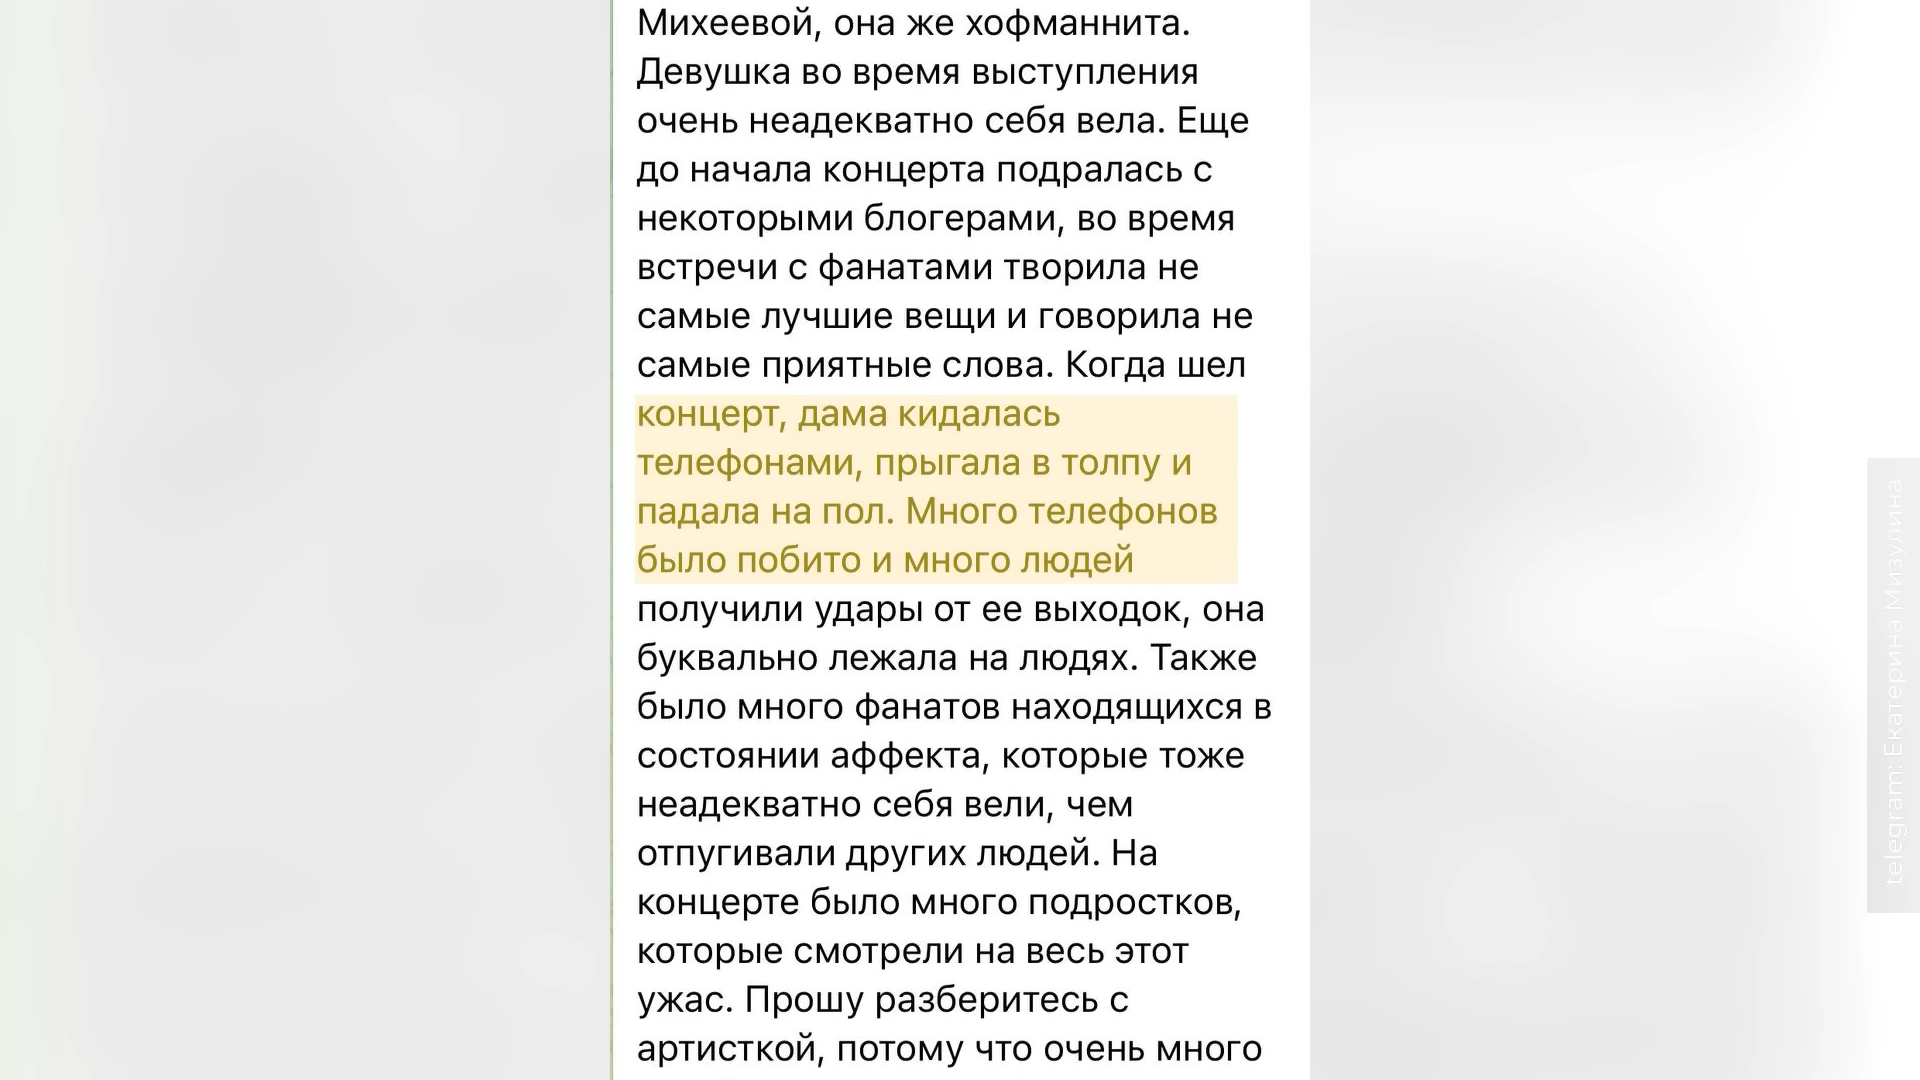 Михеевой, она же хофманнита.
Девушка во время выступления
очень неадекватно себя вела. Еще
до начала концерта подралась с
некоторыми блогерами, во время
встречи с фанатами творила не
самые лучшие вещи и говорила не
самые приятные слова. Когда шел
концерт, дама кидалась
телефонами, прыгала в толпу и
падала на пол. Много телефонов
было побито и много людей
получили удары от ее выходок, она
буквально лежала на людях. Также
было много фанатов находящихся в
состоянии аффекта, которые тоже
неадекватно себя вели, чем
отпугивали других людей. На
концерте было много подростков,
которые смотрели на весь этот
ужас. Прошу разберитесь с
артисткой, потому что очень много
telegram: Екатерина Мизулина